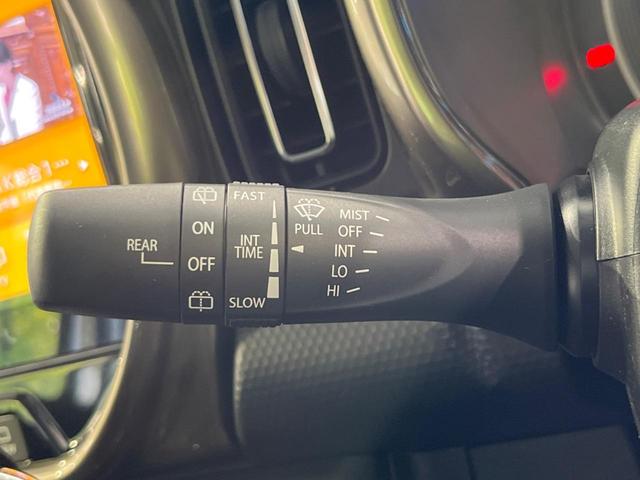 FAST
ON
REAR
OFF
INT
TIME
SLOW
PULL
MIST
OFF
INT
LO
HI